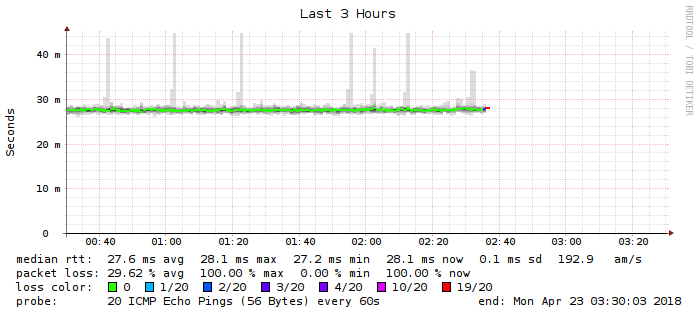 Last 3 Hours
RRDTOOL / TOBI OETIKER
Seconds
40 m
30 m
20 m
10 m
0
00:40 01:00 01:20 01:40 02:00 02:20 02:40 03:00 03:20
median rtt: 27.6 ms avg 28.1 ms max 27.2 ms min 28.1 ms now 0.1 ms sd 192.9 am/s
packet loss: 29.62 % avg 100.00 % max 0.00 % min 100.00 % now
loss color: 0 1/20 2/20 3/20 4/20 10/20 19/20
probe: 20 ICMP Echo Pings (56 Bytes) every 60s end: Mon Apr 23 03:30:03 2018